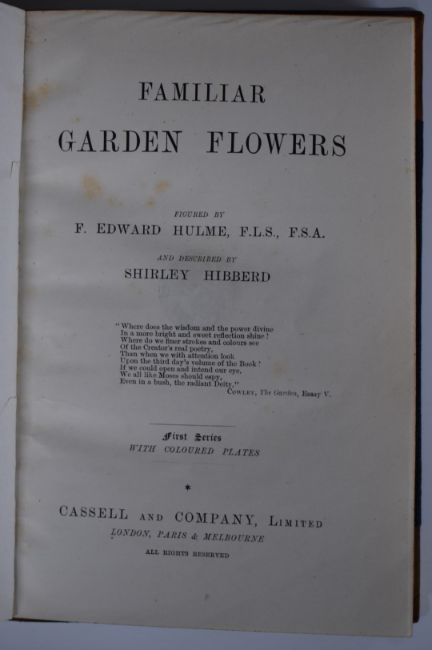 FAMILIAR
GARDEN FLOWERS
FIGURED BY
F. EDWARD HULME, F.L.S., F.S.A.
AND DESCRIBED BY
SHIRLEY HIBBERD
"Where does the wisdom and the power divine
In a more bright and sweet reflection shine?
Where do we finer strokes and colours see
Of the Creator's real poetry,
Than when we with attention look
Upon the third day's volume of the Book?
If we could open and intend our eye,
We all like Moses should espy,
Even in a bush, the radiant Deity."
COWLEY, The Garden, Essay V.
First Series
WITH COLOURED PLATES
*
CASSELL AND COMPANY, LIMITED
LONDON, PARIS & MELBOURNE
ALL RIGHTS RESERVED